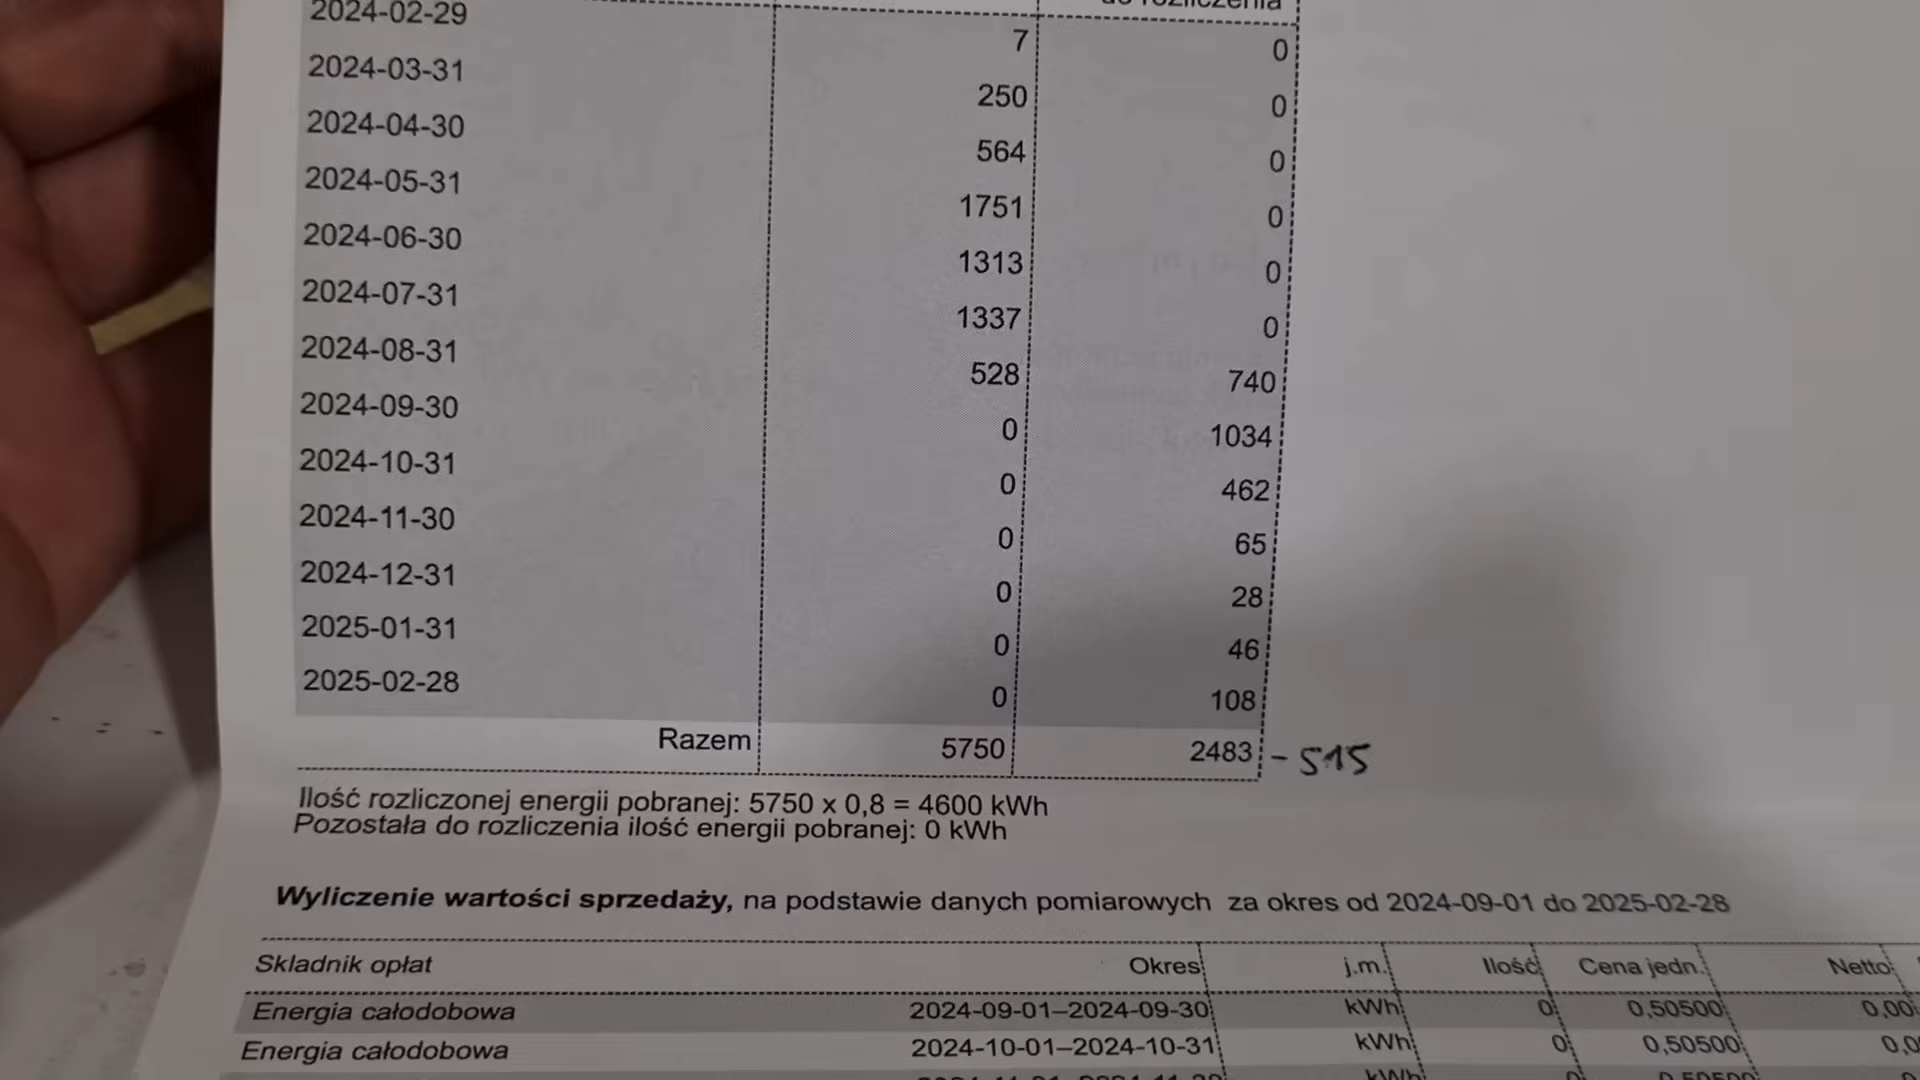 do rozliczenia
2024-02-29 7 0
2024-03-31 250 0
2024-04-30 564 0
2024-05-31 1751 0
2024-06-30 1313 0
2024-07-31 1337 0
2024-08-31 528 740
2024-09-30 0 1034
2024-10-31 0 462
2024-11-30 0 65
2024-12-31 0 28
2025-01-31 0 46
2025-02-28 0 108
Razem 5750 2483 - 515
Ilość rozliczonej energii pobranej: 5750 x 0,8 = 4600 kWh
Pozostała do rozliczenia ilość energii pobranej: 0 kWh
Wyliczenie wartości sprzedaży, na podstawie danych pomiarowych za okres od 2024-09-01 do 2025-02-28
Skladnik opłat Okres j.m. Ilość Cena jedn. Netto
Energia całodobowa 2024-09-01–2024-09-30 kWh 0 0,50500 0,00
Energia całodobowa 2024-10-01–2024-10-31 kWh 0 0,50500 0,0
kWh 0